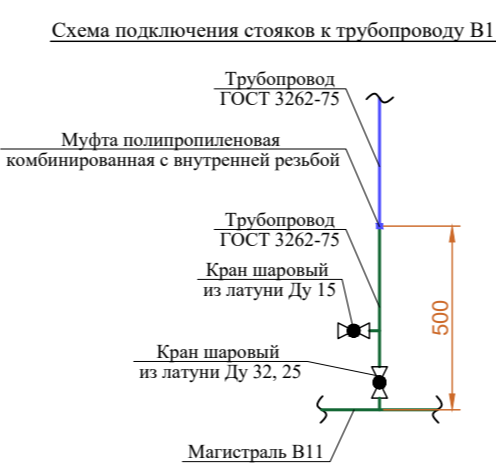 Схема подключения стояков к трубопроводу В1
Трубопровод
ГОСТ 3262-75
Муфта полипропиленовая
комбинированная с внутренней резьбой
Трубопровод
ГОСТ 3262-75
Кран шаровый
из латуни Ду 15
500
Кран шаровый
из латуни Ду 32, 25
Магистраль В11